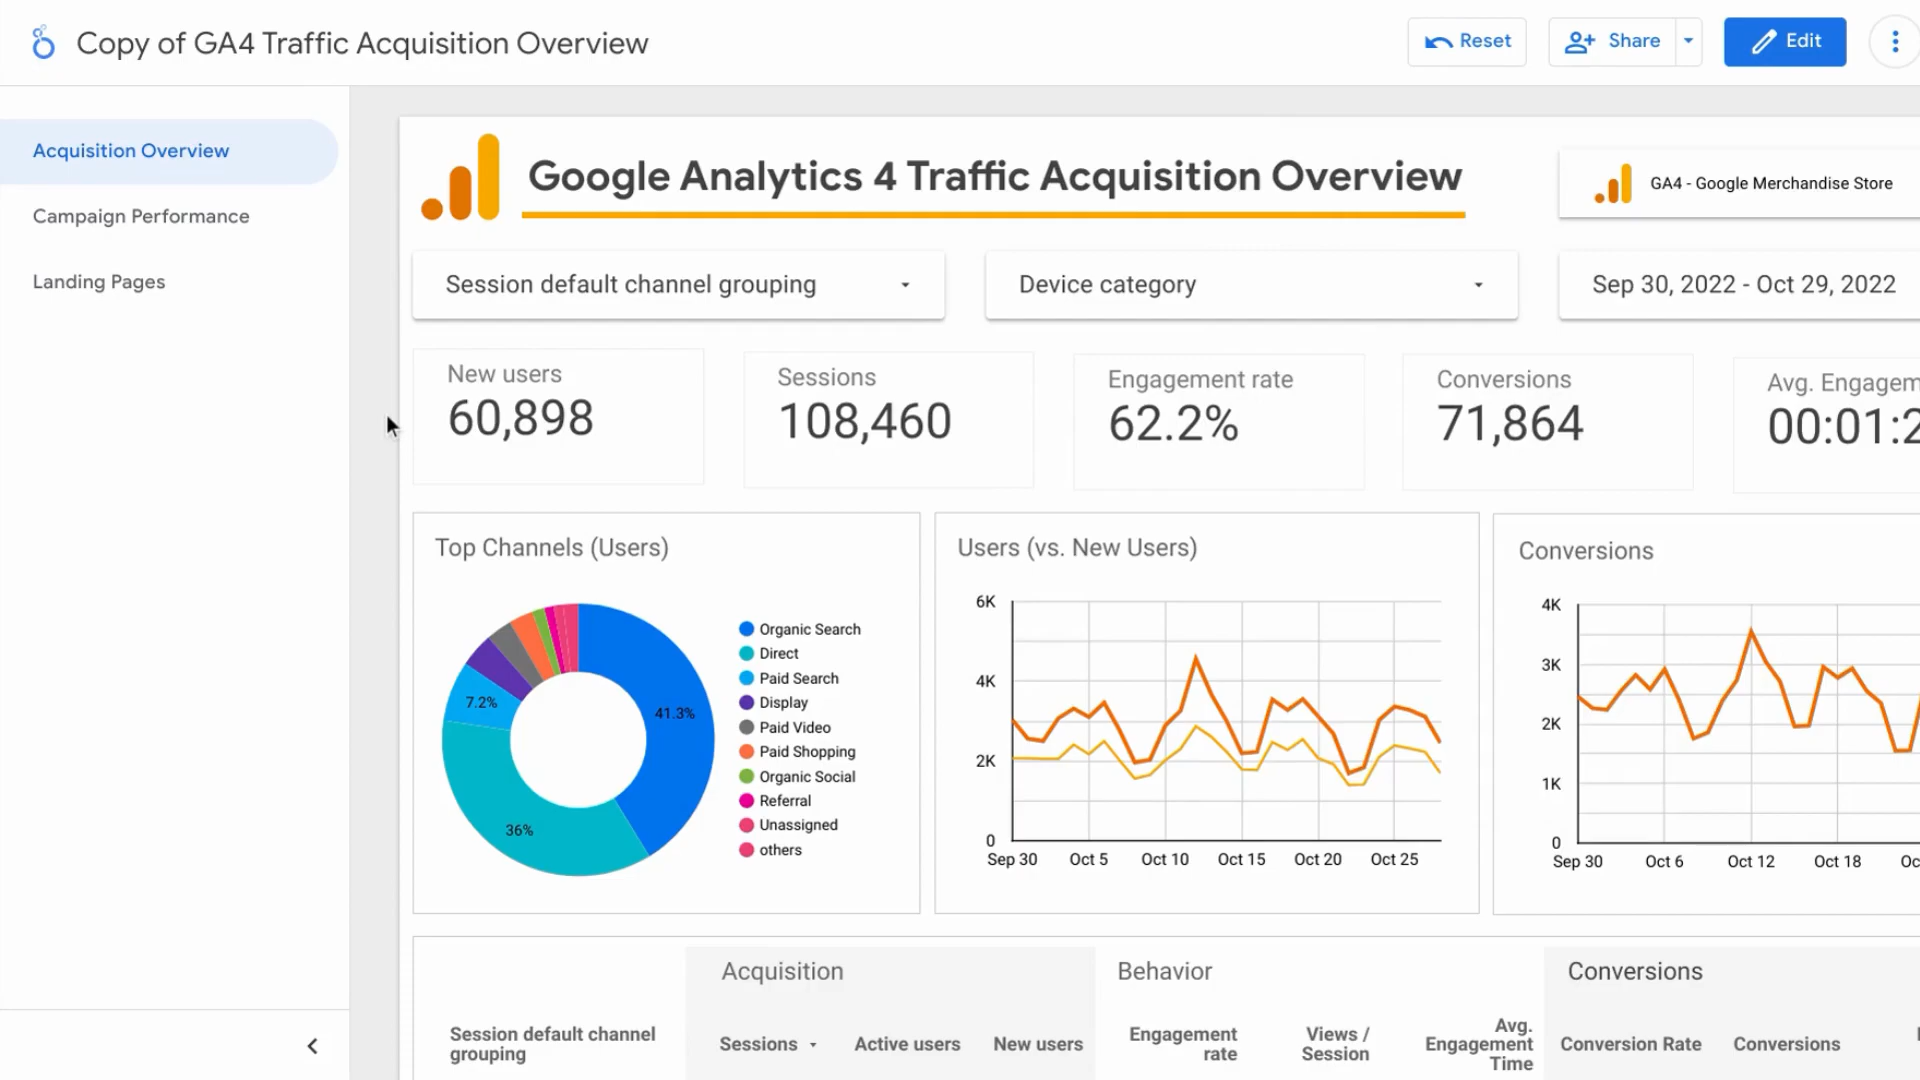 Copy of GA4 Traffic Acquisition Overview
Reset
Share
Edit
Acquisition Overview
Campaign Performance
Landing Pages
Google Analytics 4 Traffic Acquisition Overview
GA4 - Google Merchandise Store
Session default channel grouping
Device category
Sep 30, 2022 - Oct 29, 2022
New users
60,898
Sessions
108,460
Engagement rate
62.2%
Conversions
71,864
Avg. Engagem
00:01:2
Top Channels (Users)
41.3%
36%
7.2%
Organic Search
Direct
Paid Search
Display
Paid Video
Paid Shopping
Organic Social
Referral
Unassigned
others
Users (vs. New Users)
6K
4K
2K
0
Sep 30 Oct 5 Oct 10 Oct 15 Oct 20 Oct 25
Conversions
4K
3K
2K
1K
0
Sep 30 Oct 6 Oct 12 Oct 18 Oc
Acquisition
Behavior
Conversions
Session default channel
grouping
Sessions
Active users
New users
Engagement
rate
Views /
Session
Avg.
Engagement
Time
Conversion Rate
Conversions